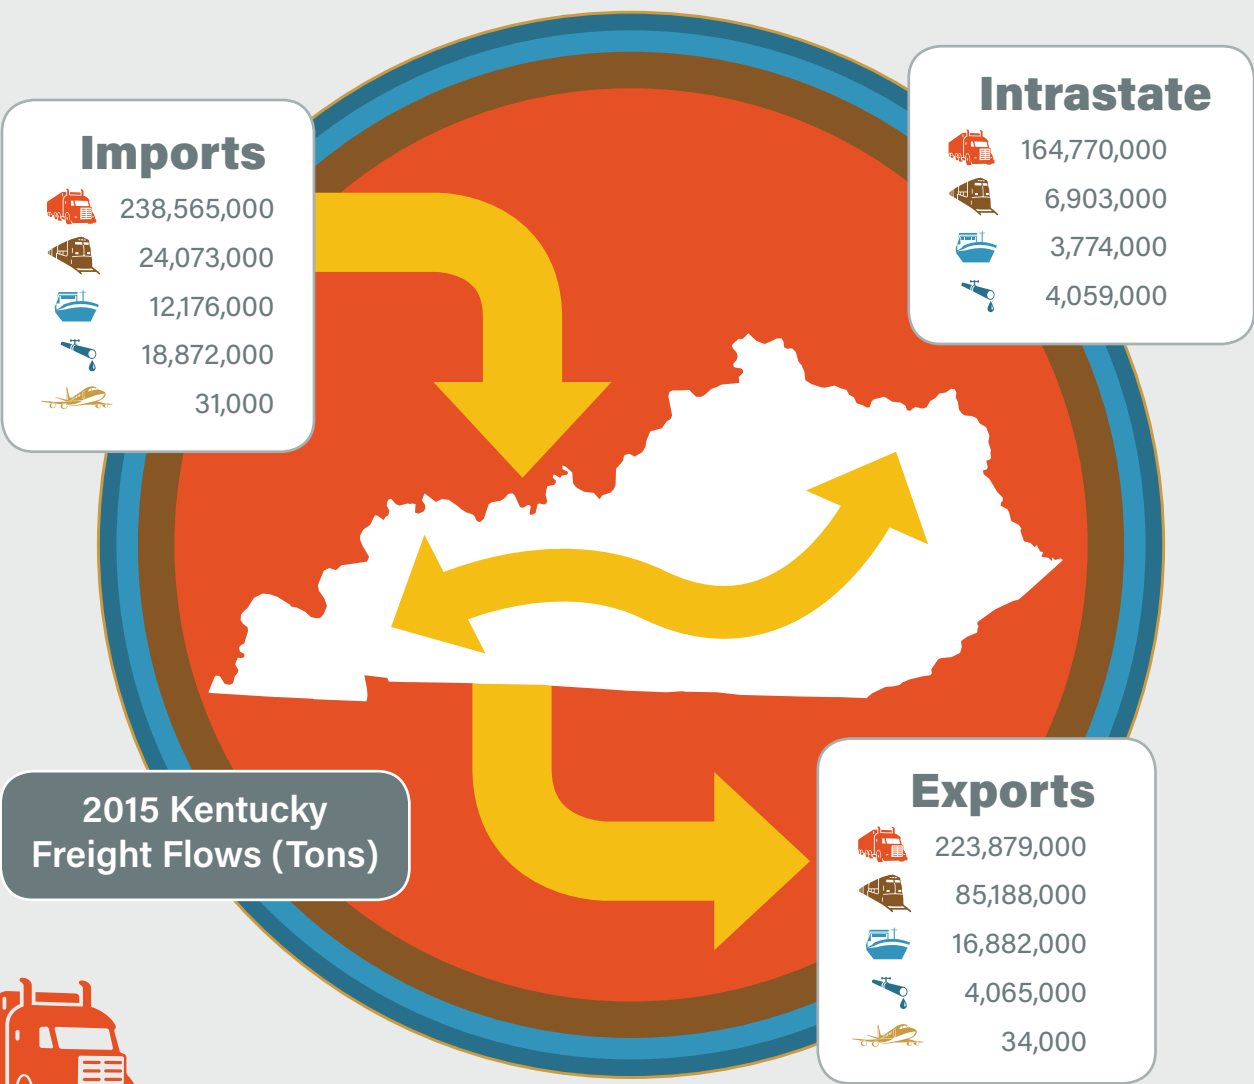 Imports
238,565,000
24,073,000
12,176,000
18,872,000
31,000
Intrastate
164,770,000
6,903,000
3,774,000
4,059,000
2015 Kentucky
Freight Flows (Tons)
Exports
223,879,000
85,188,000
16,882,000
4,065,000
34,000